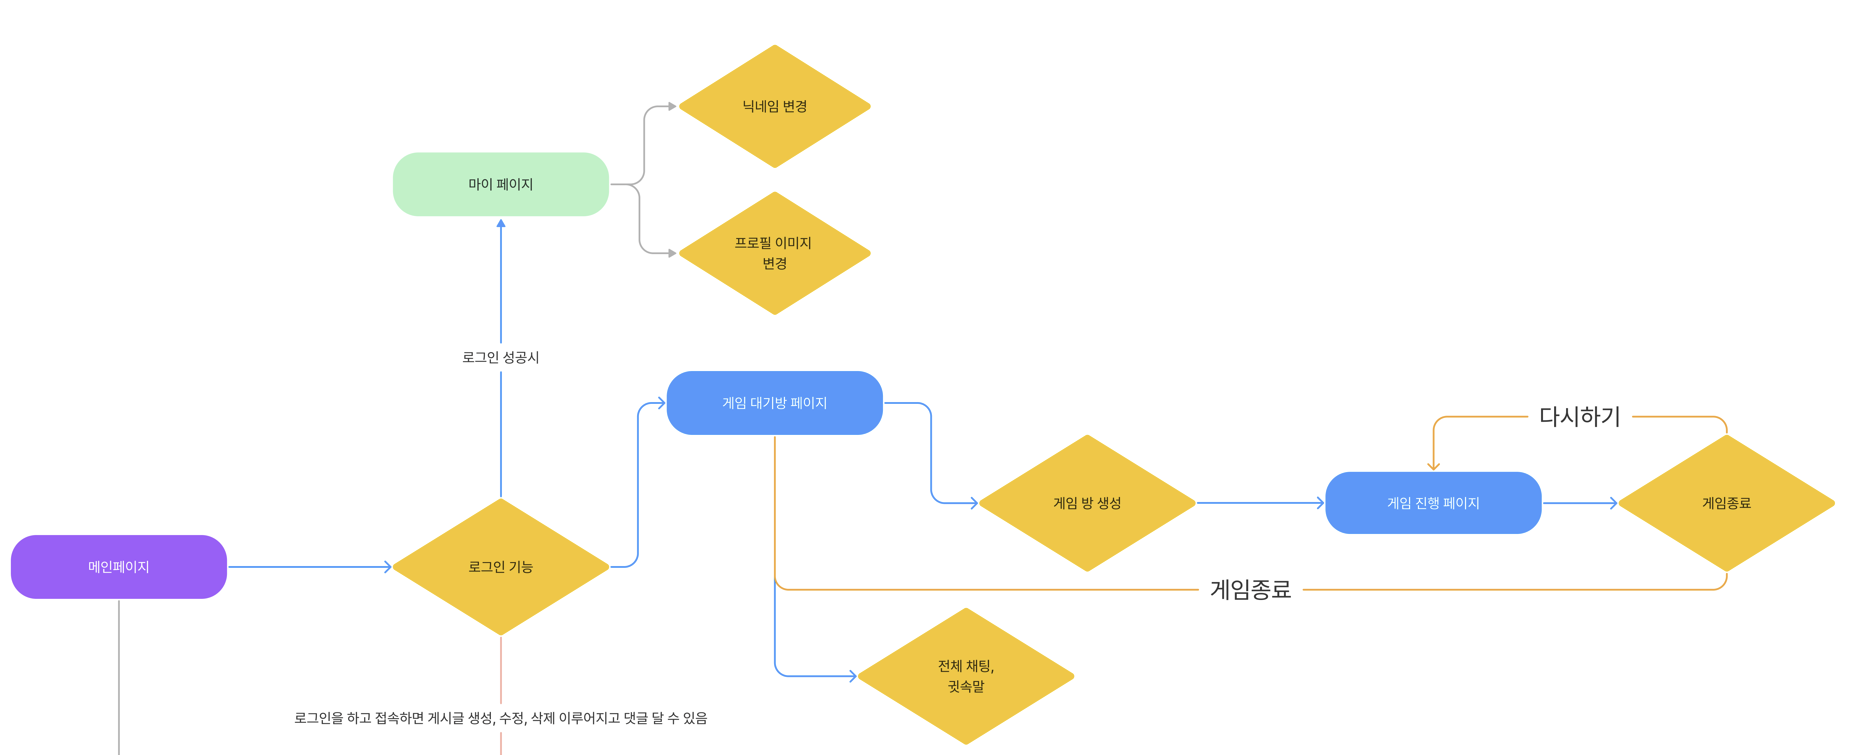 닉네임 변경
마이 페이지
프로필 이미지
변경
로그인 성공시
게임 대기방 페이지
다시하기
게임 방 생성
게임 진행 페이지
게임종료
메인페이지
로그인 기능
게임종료
전체 채팅,
귓속말
로그인을 하고 접속하면 게시글 생성, 수정, 삭제 이루어지고 댓글 달 수 있음